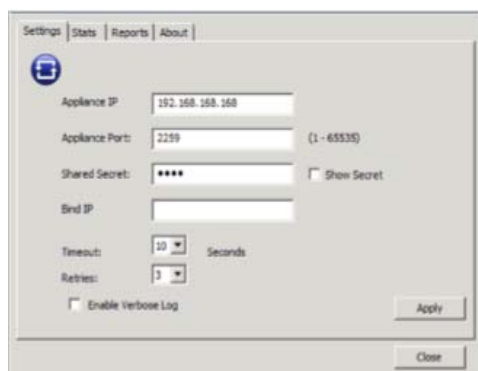 Settings Stats Reports About
Appliance IP 192.168.168.168
Appliance Port: 2259 (1 - 65535)
Shared Secret: •••• Show Secret
Bind IP
Timeout: 10 Seconds
Retries: 3
Enable Verbose Log
Apply
Close